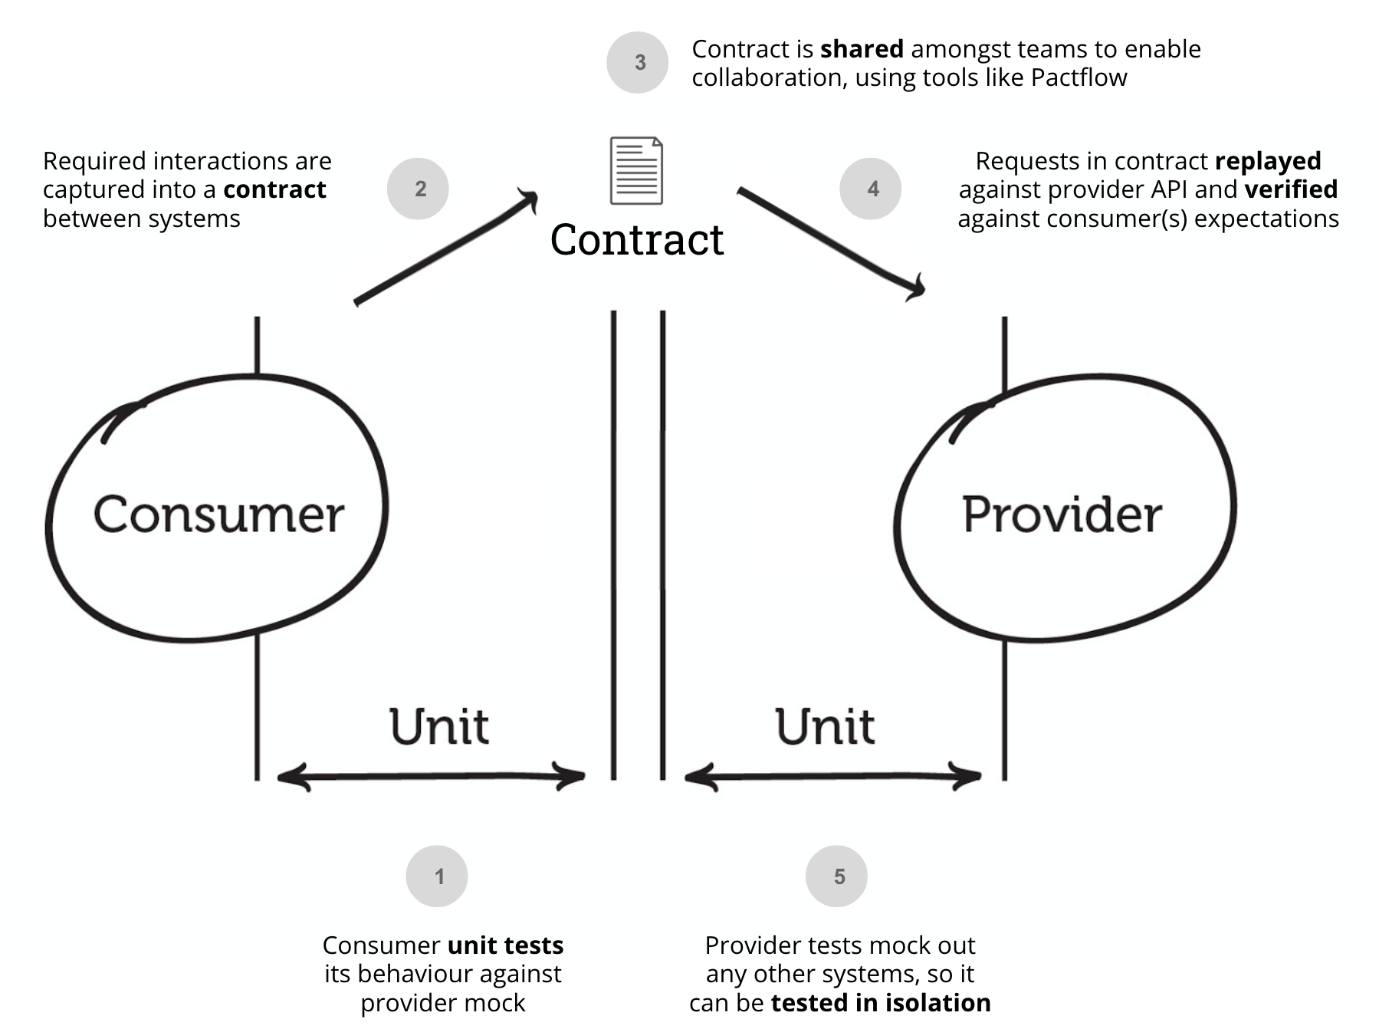 3
Contract is shared amongst teams to enable
collaboration, using tools like Pactflow
Required interactions are
captured into a contract
between systems
2
4
Requests in contract replayed
against provider API and verified
against consumer(s) expectations
Contract
Consumer
Provider
Unit
Unit
1
5
Consumer unit tests
its behaviour against
provider mock
Provider tests mock out
any other systems, so it
can be tested in isolation